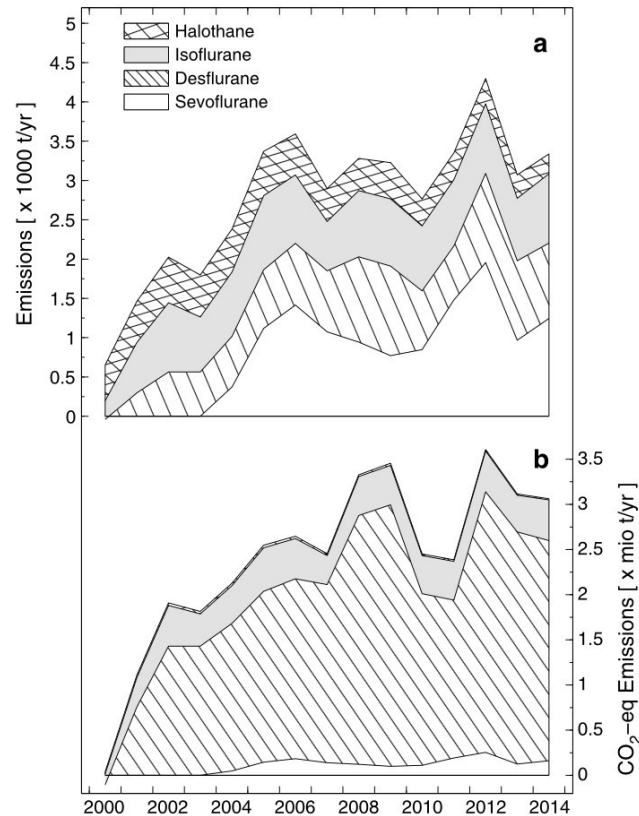 a
Halothane
Isoflurane
Desflurane
Sevoflurane
Emissions [ x 1000 t/yr ]
5
4.5
4
3.5
3
2.5
2
1.5
1
0.5
0
b
3.5
3
2.5
2
1.5
1
0.5
0
CO₂−eq Emissions [ x mio t/yr ]
2000 2002 2004 2006 2008 2010 2012 2014